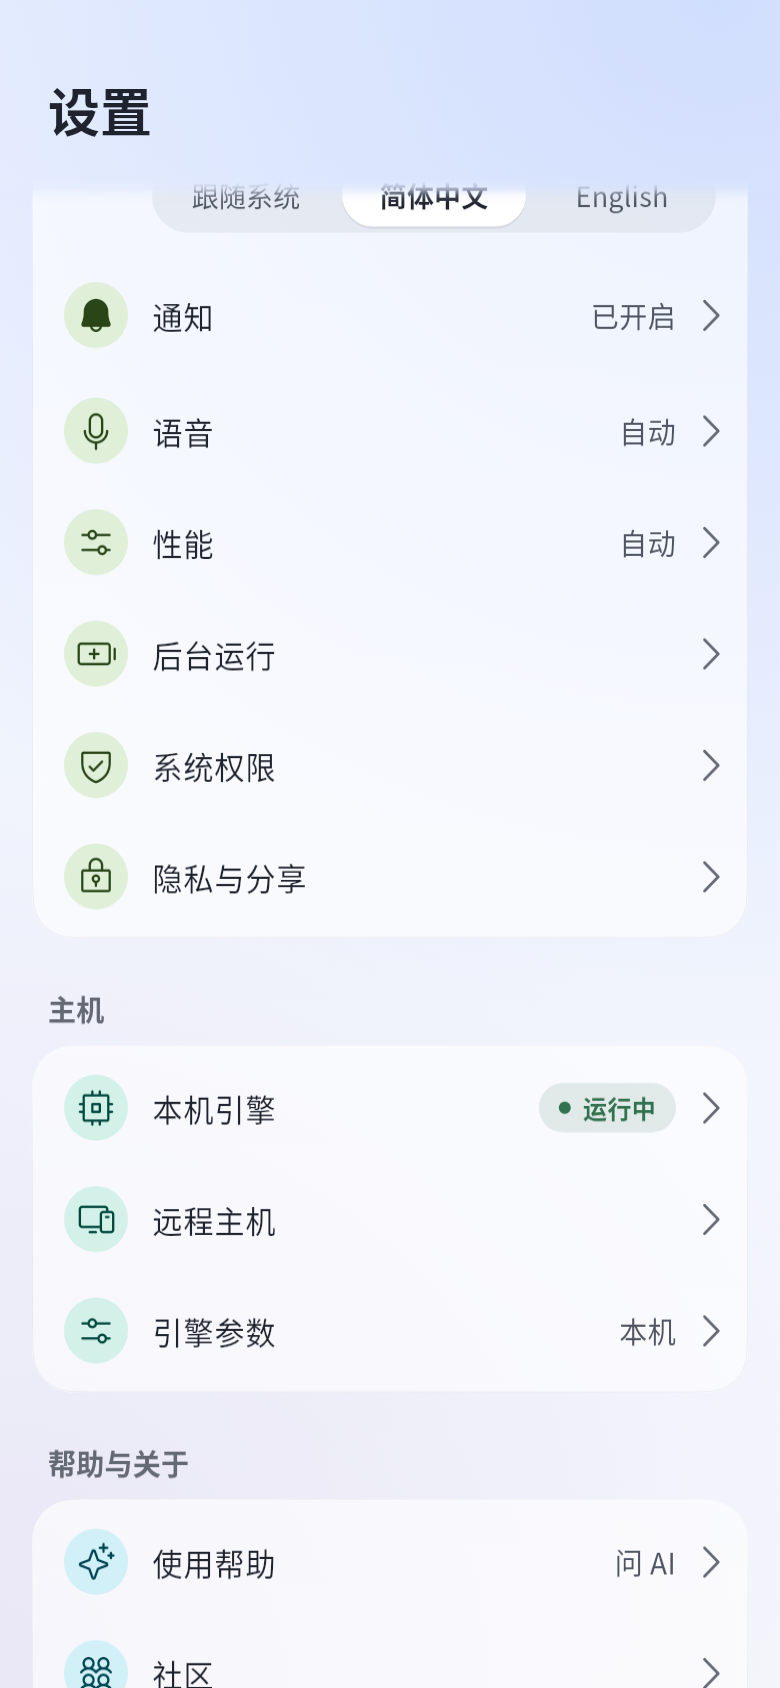 设置
跟随系统 简体中文 English
通知 已开启
语音 自动
性能 自动
后台运行
系统权限
隐私与分享
主机
本机引擎 运行中
远程主机
引擎参数 本机
帮助与关于
使用帮助 问 AI
社区